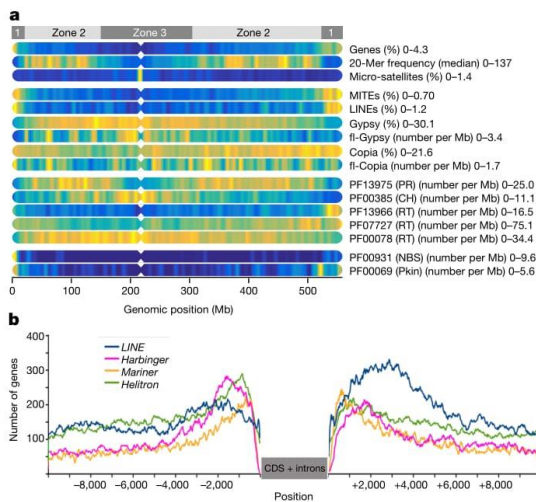 a
1 Zone 2 Zone 3 Zone 2 1
Genes (%) 0–4.3
20-Mer frequency (median) 0–137
Micro-satellites (%) 0–1.4
MITEs (%) 0–0.70
LINEs (%) 0–1.2
Gypsy (%) 0–30.1
fl-Gypsy (number per Mb) 0–3.4
Copia (%) 0–21.6
fl-Copia (number per Mb) 0–1.7
PF13975 (PR) (number per Mb) 0–25.0
PF00385 (CH) (number per Mb) 0–11.1
PF13966 (RT) (number per Mb) 0–16.5
PF07727 (RT) (number per Mb) 0–75.1
PF00078 (RT) (number per Mb) 0–34.4
PF00931 (NBS) (number per Mb) 0–9.6
PF00069 (Pkin) (number per Mb) 0–5.6
0 100 200 300 400 500
Genomic position (Mb)
b
400
300
200
100
Number of genes
LINE
Harbinger
Mariner
Helitron
CDS + introns
−8,000 −6,000 −4,000 −2,000 +2,000 +4,000 +6,000 +8,000
Position